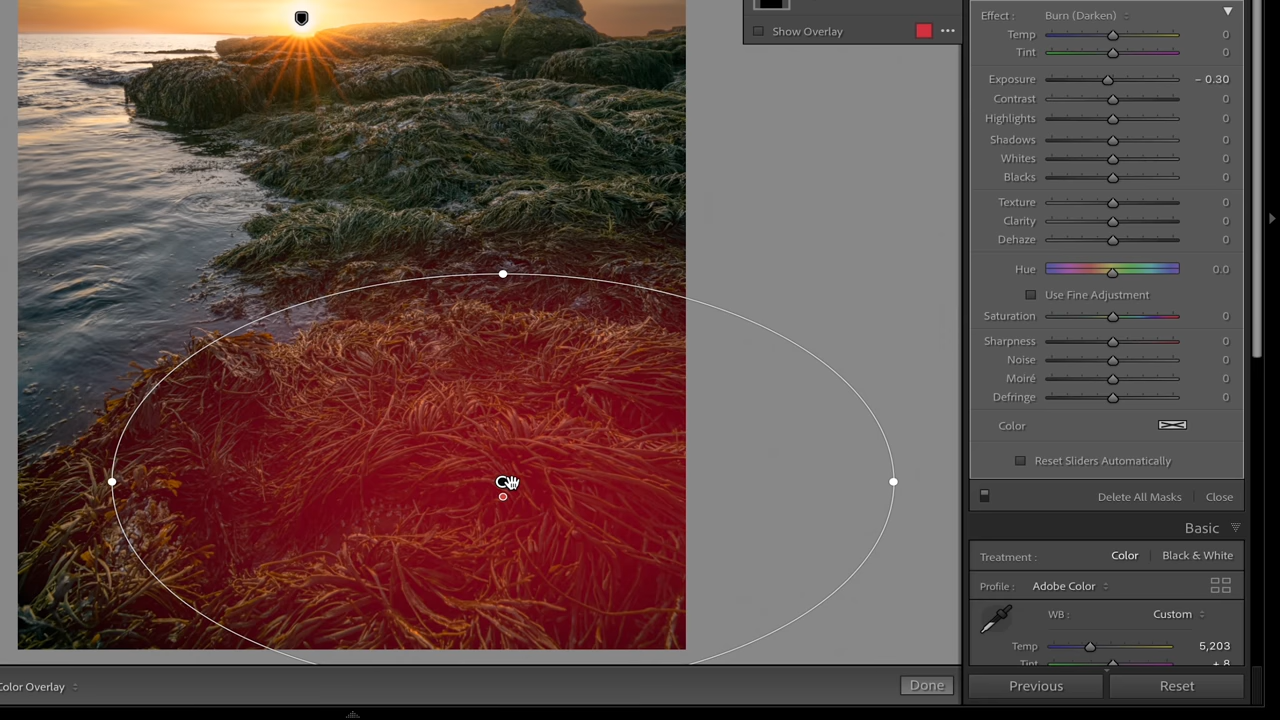 Effect : Burn (Darken)
Show Overlay
Temp 0
Tint 0
Exposure – 0.30
Contrast 0
Highlights 0
Shadows 0
Whites 0
Blacks 0
Texture 0
Clarity 0
Dehaze 0
Hue 0.0
Use Fine Adjustment
Saturation 0
Sharpness 0
Noise 0
Moiré 0
Defringe 0
Color
Reset Sliders Automatically
Delete All Masks Close
Basic
Treatment : Color Black & White
Profile : Adobe Color
WB : Custom
Temp 5,203
Tint + 8
Color Overlay Done Previous Reset